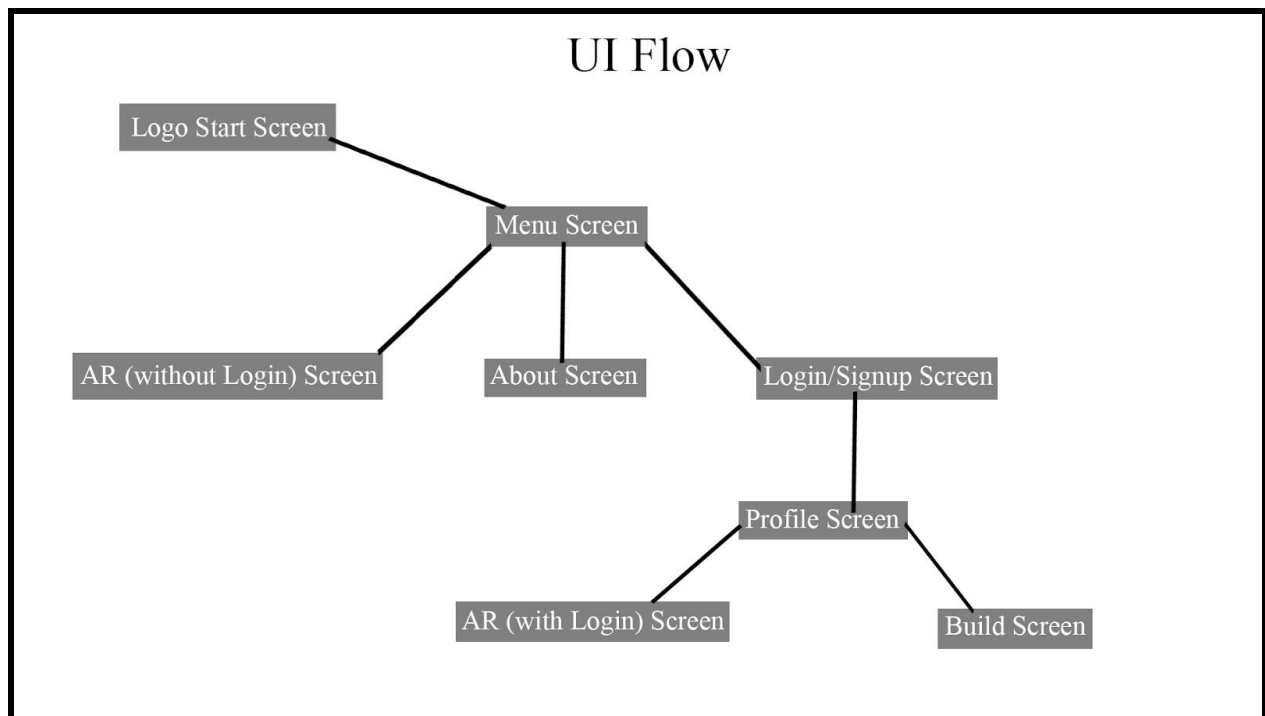 UI Flow
Logo Start Screen
Menu Screen
AR (without Login) Screen
About Screen
Login/Signup Screen
Profile Screen
AR (with Login) Screen
Build Screen